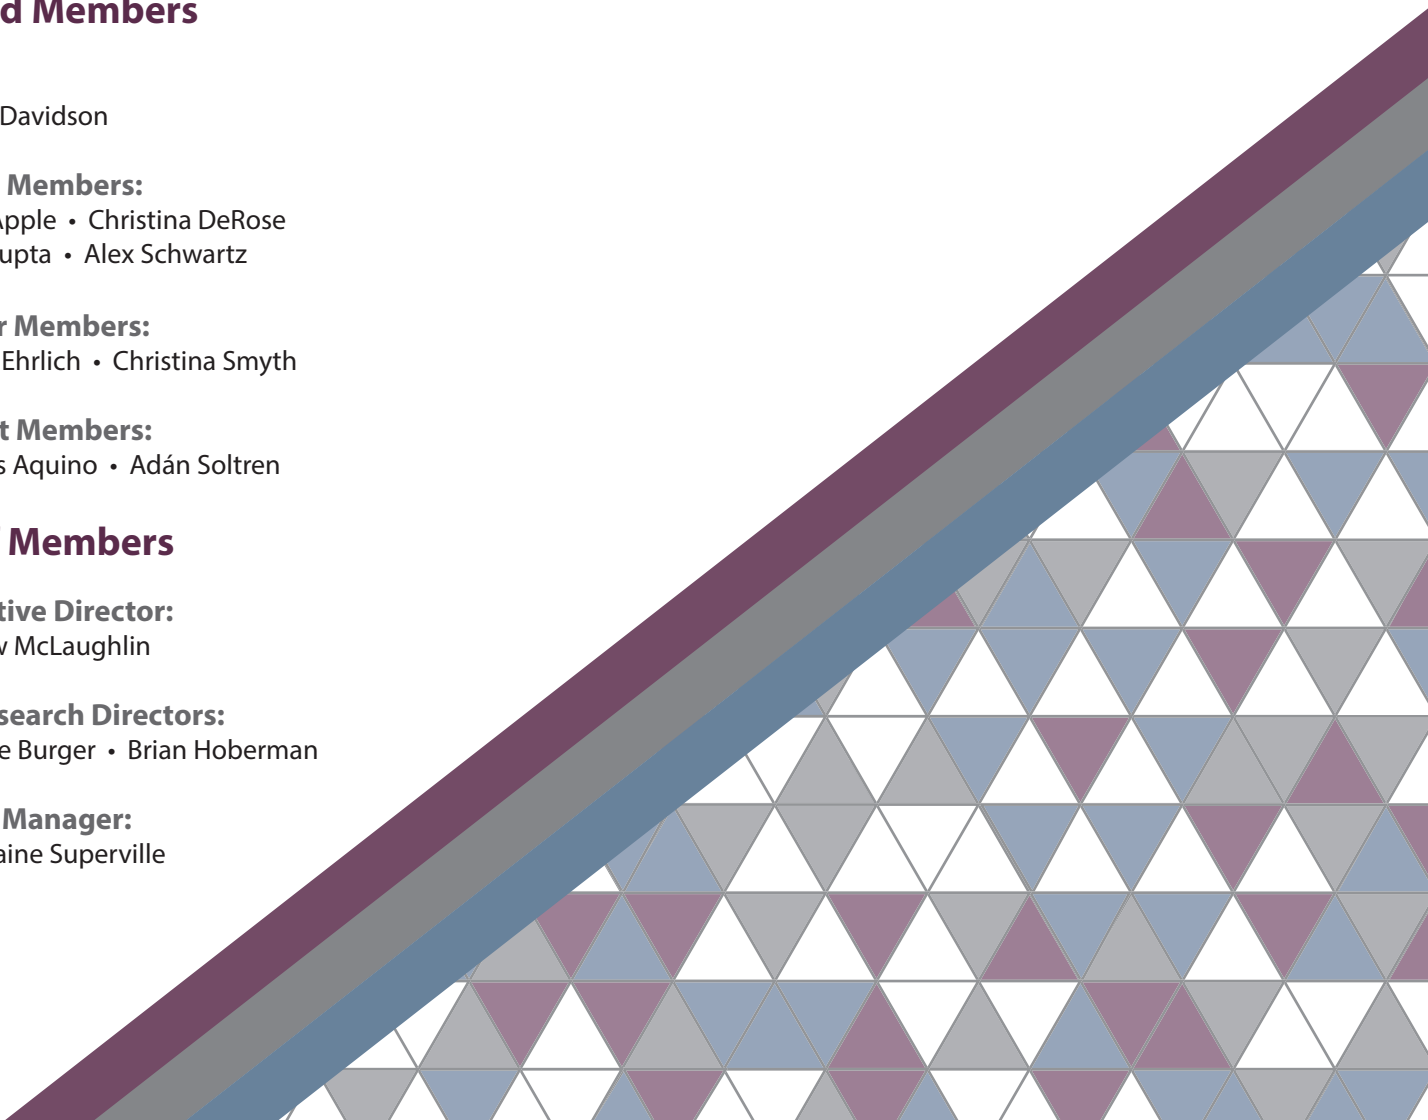 d Members
Davidson
Members:
Apple • Christina DeRose
upta • Alex Schwartz
r Members:
Ehrlich • Christina Smyth
t Members:
s Aquino • Adán Soltren
Members
tive Director:
w McLaughlin
search Directors:
e Burger • Brian Hoberman
Manager:
aine Superville